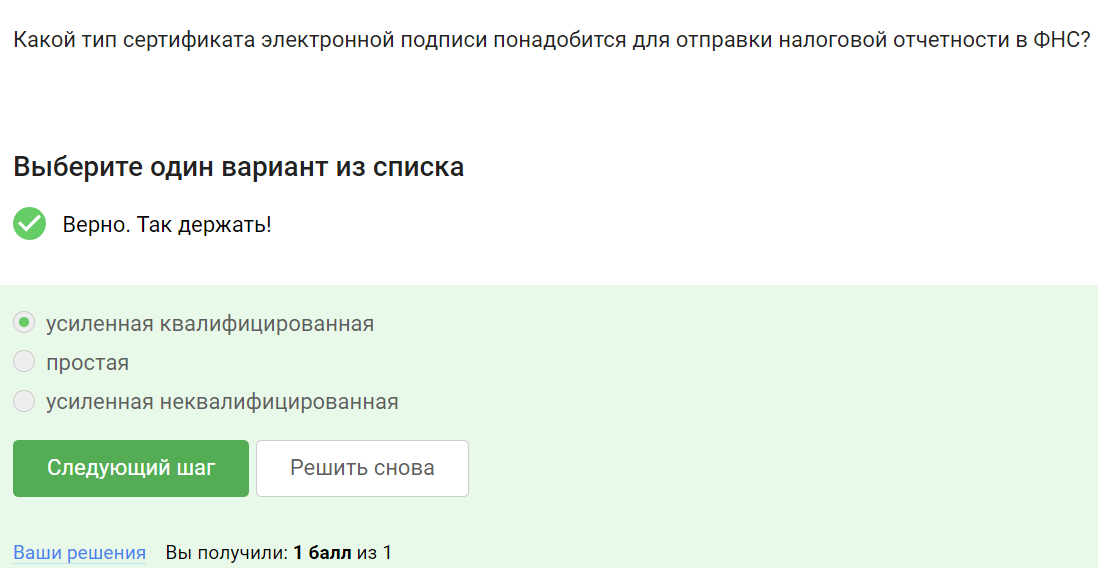 Какой тип сертификата электронной подписи понадобится для отправки налоговой отчетности в ФНС?
Выберите один вариант из списка
Верно. Так держать!
усиленная квалифицированная
простая
усиленная неквалифицированная
Следующий шаг Решить снова
Ваши решения Вы получили: 1 балл из 1